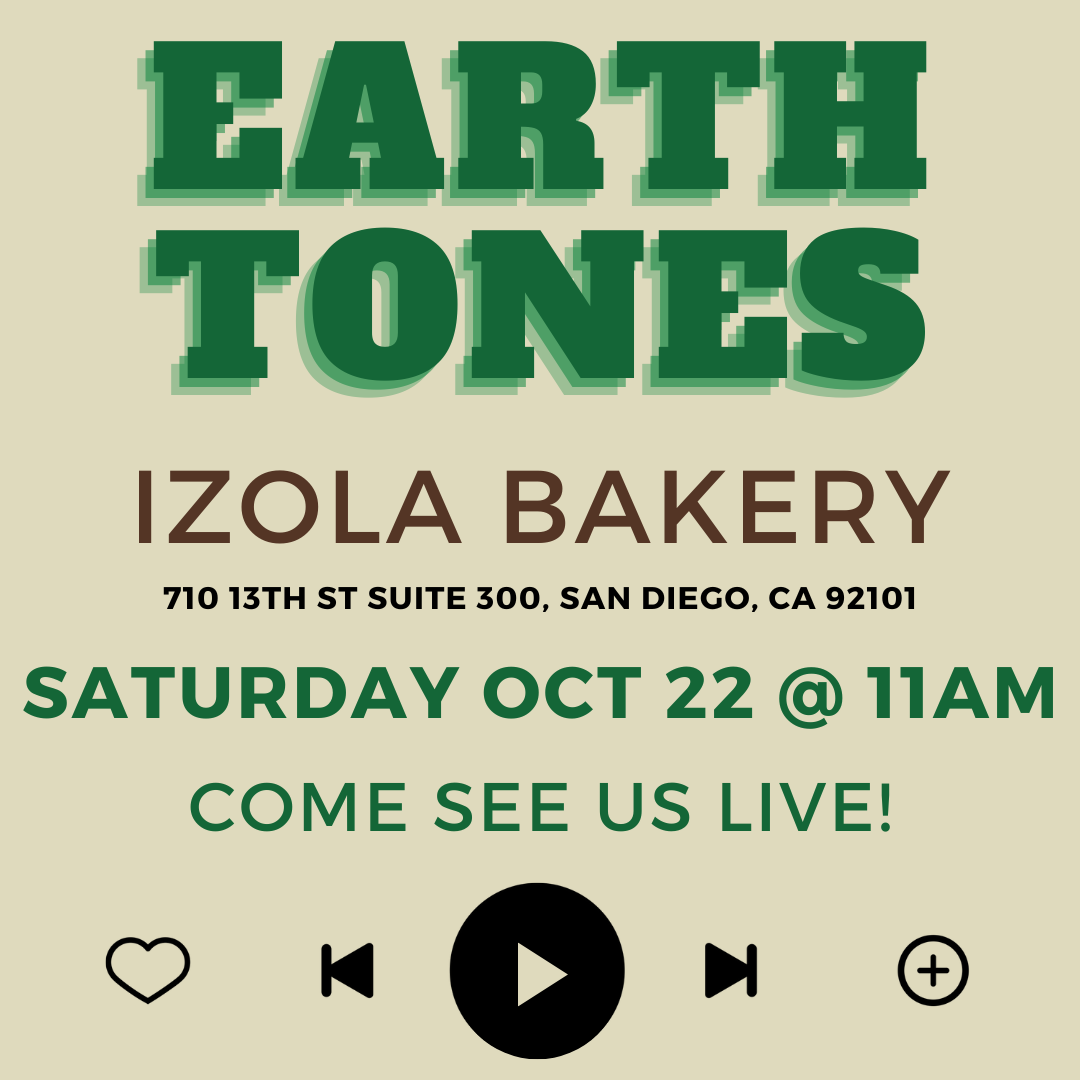 EARTH
TONES
IZOLA BAKERY
710 13TH ST SUITE 300, SAN DIEGO, CA 92101
SATURDAY OCT 22 @ 11AM
COME SEE US LIVE!